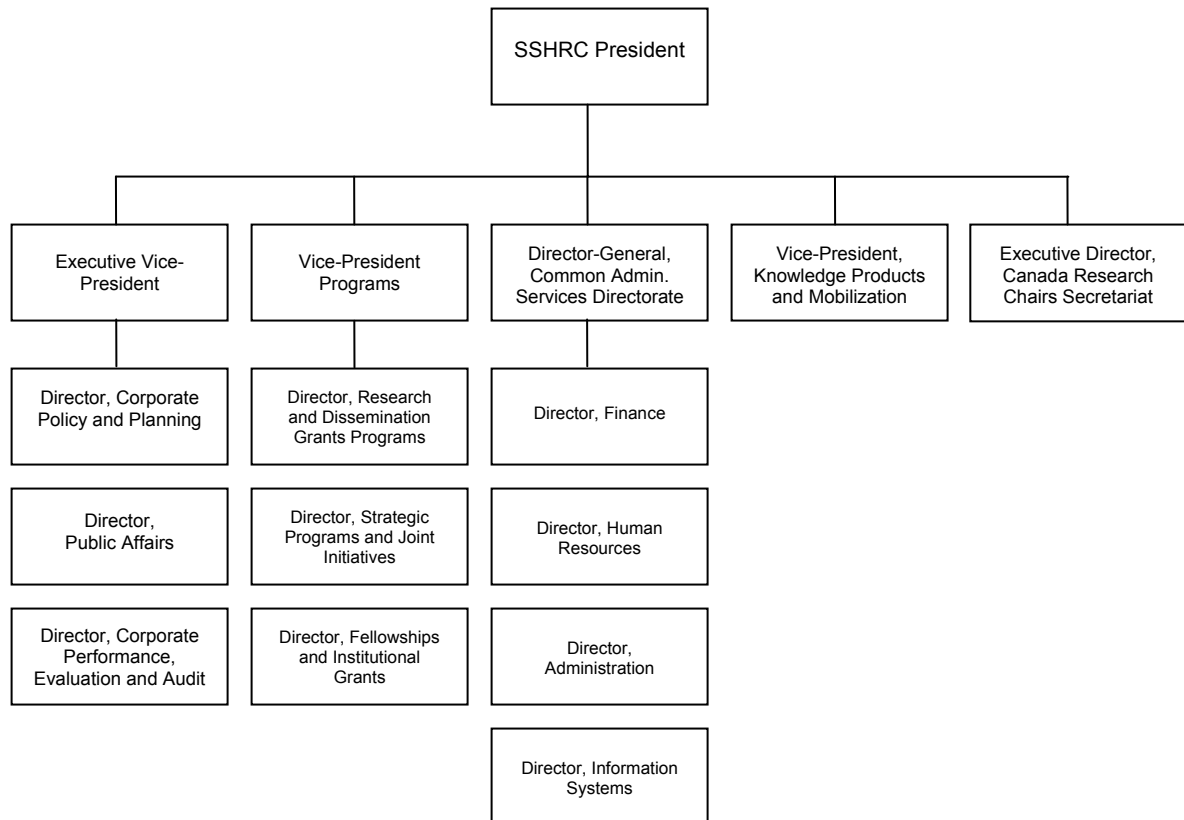 SSHRC President
Executive Vice-
President
Vice-President
Programs
Director-General,
Common Admin.
Services Directorate
Vice-President,
Knowledge Products
and Mobilization
Executive Director,
Canada Research
Chairs Secretariat
Director, Corporate
Policy and Planning
Director, Research
and Dissemination
Grants Programs
Director, Finance
Director,
Public Affairs
Director, Strategic
Programs and Joint
Initiatives
Director, Human
Resources
Director, Corporate
Performance,
Evaluation and Audit
Director, Fellowships
and Institutional
Grants
Director,
Administration
Director, Information
Systems